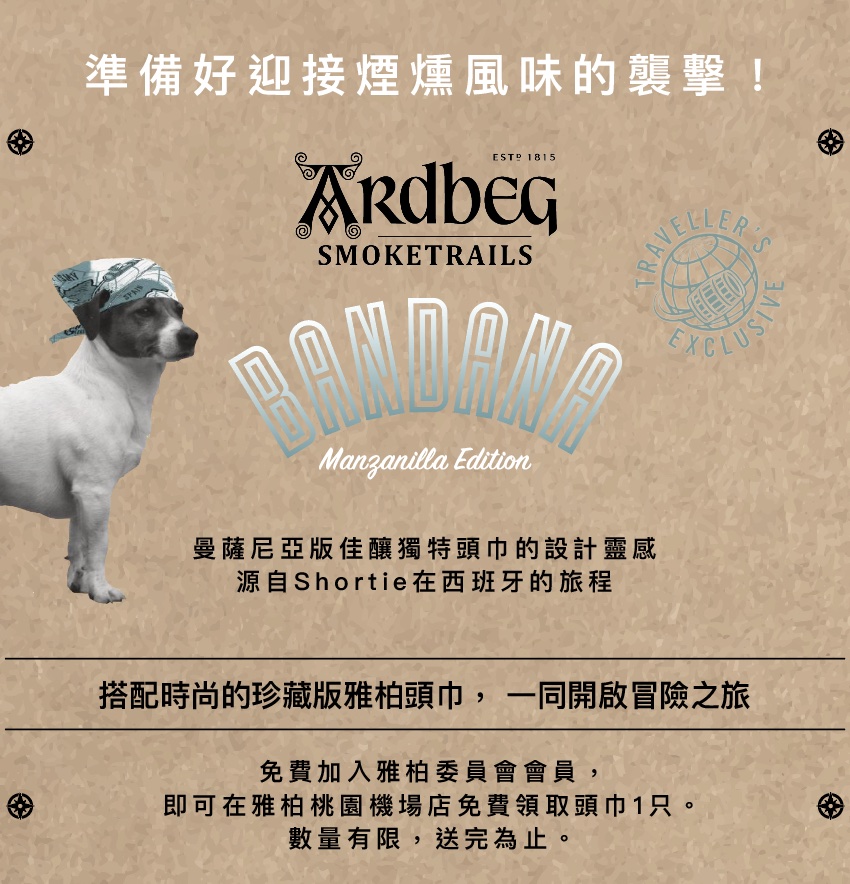 準備好迎接煙燻風味的襲擊！
ESTD 1815
ARDBEG
SMOKETRAILS
TRAVELLER'S
EXCLUSIVE
SPAIN
BANDANA
Manzanilla Edition
曼薩尼亞版佳釀獨特頭巾的設計靈感
源自Shortie在西班牙的旅程
搭配時尚的珍藏版雅柏頭巾， 一同開啟冒險之旅
免費加入雅柏委員會會員，
即可在雅柏桃園機場店免費領取頭巾1只。
數量有限，送完為止。